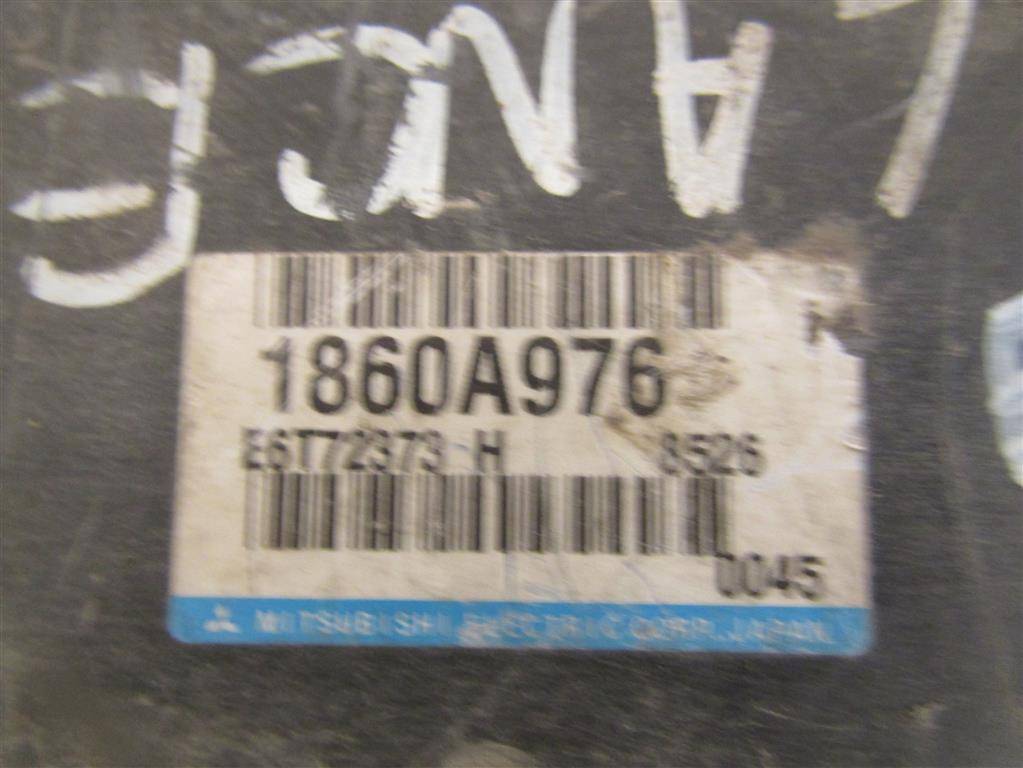 LANCE
1860A976
E6T72373-H 8526
0045
MITSUBISHI ELECTRIC CORP. JAPAN